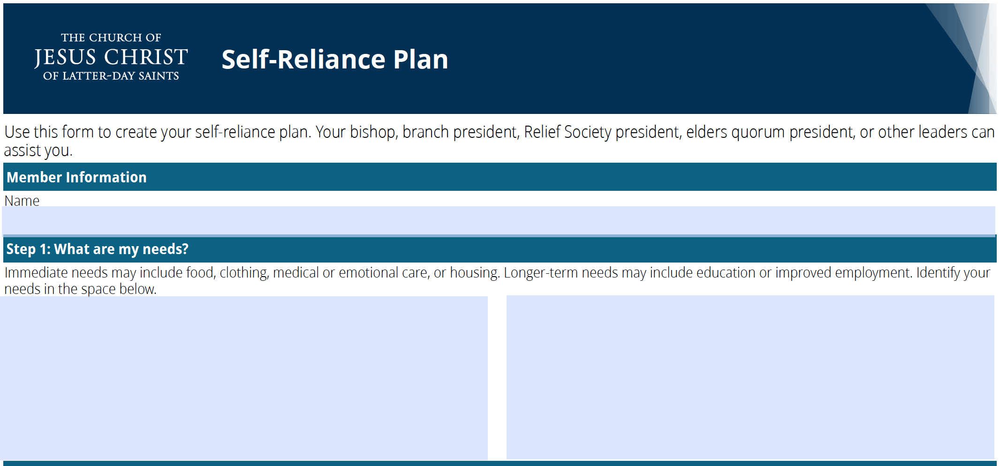 THE CHURCH OF
JESUS CHRIST
OF LATTER-DAY SAINTS
Self-Reliance Plan
Use this form to create your self-reliance plan. Your bishop, branch president, Relief Society president, elders quorum president, or other leaders can
assist you.
Member Information
Name
Step 1: What are my needs?
Immediate needs may include food, clothing, medical or emotional care, or housing. Longer-term needs may include education or improved employment. Identify your
needs in the space below.